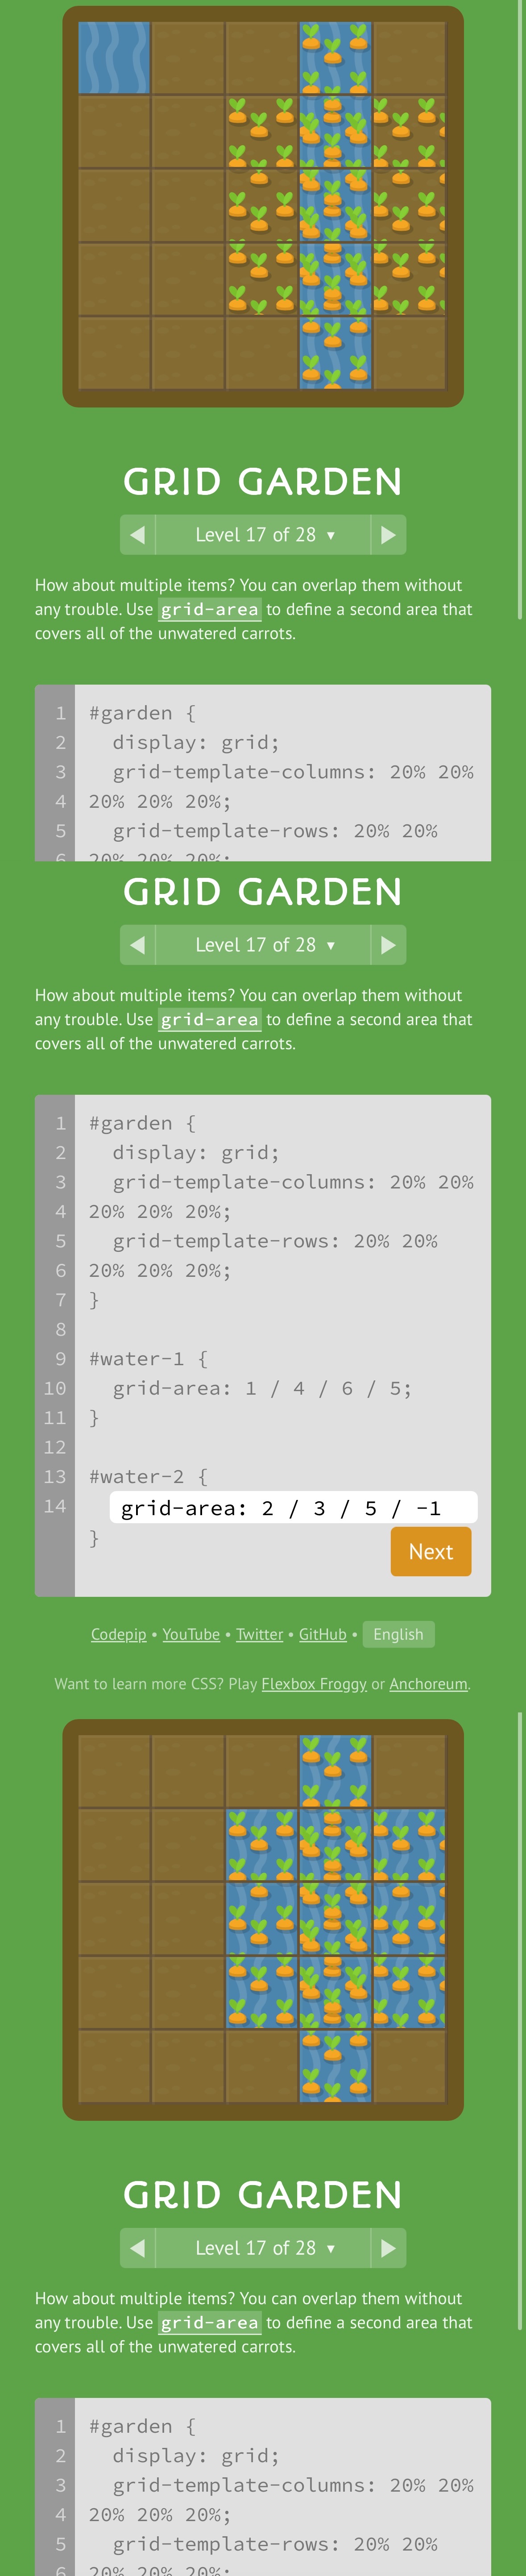 GRID GARDEN
Level 17 of 28 ▼
How about multiple items? You can overlap them without
any trouble. Use grid-area to define a second area that
covers all of the unwatered carrots.
1 #garden {
2 display: grid;
3 grid-template-columns: 20% 20%
4 20% 20% 20%;
5 grid-template-rows: 20% 20%
6 20% 20% 20%;
GRID GARDEN
Level 17 of 28 ▼
How about multiple items? You can overlap them without
any trouble. Use grid-area to define a second area that
covers all of the unwatered carrots.
1 #garden {
2 display: grid;
3 grid-template-columns: 20% 20%
4 20% 20% 20%;
5 grid-template-rows: 20% 20%
6 20% 20% 20%;
7 }
8
9 #water-1 {
10 grid-area: 1 / 4 / 6 / 5;
11 }
12
13 #water-2 {
14 grid-area: 2 / 3 / 5 / -1
}
Next
Codepip • YouTube • Twitter • GitHub • English
Want to learn more CSS? Play Flexbox Froggy or Anchoreum.
GRID GARDEN
Level 17 of 28 ▼
How about multiple items? You can overlap them without
any trouble. Use grid-area to define a second area that
covers all of the unwatered carrots.
1 #garden {
2 display: grid;
3 grid-template-columns: 20% 20%
4 20% 20% 20%;
5 grid-template-rows: 20% 20%
6 20% 20% 20%;